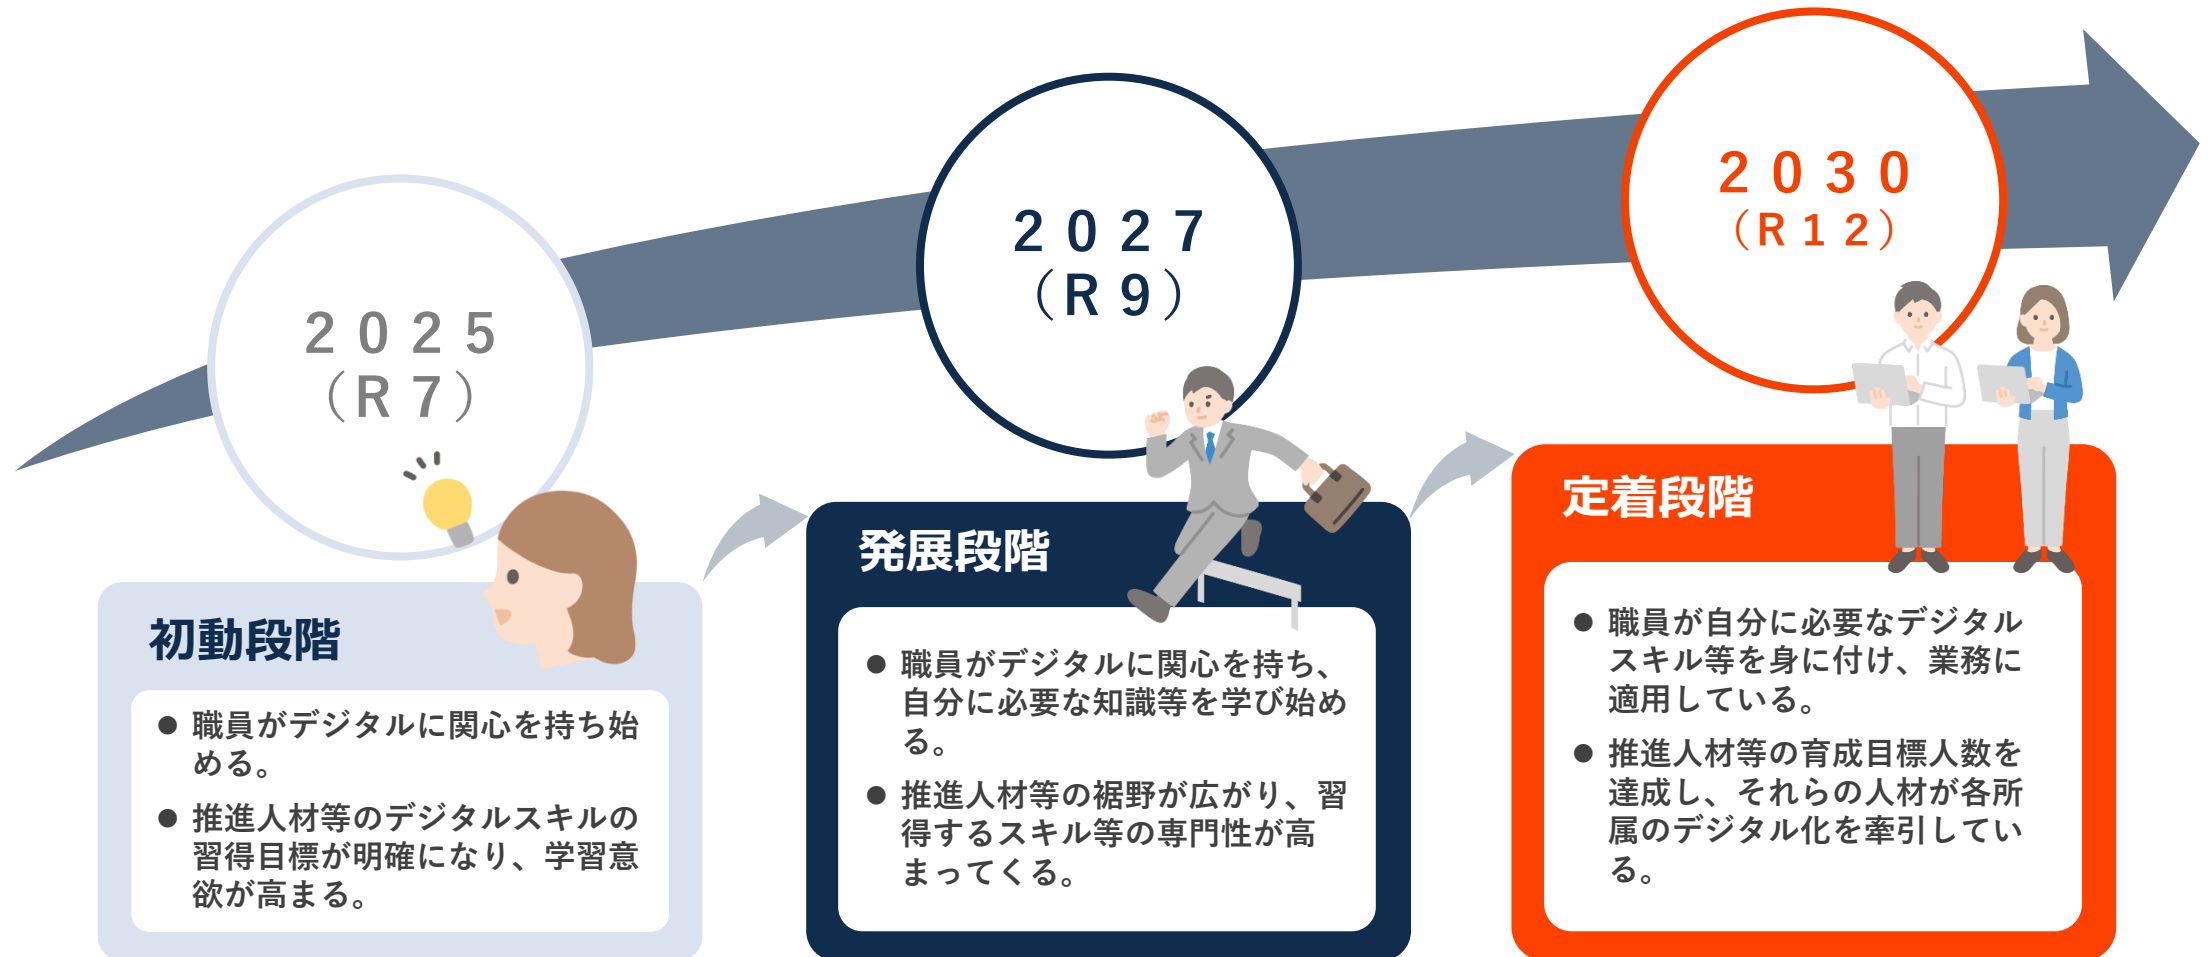 ２０２５
（Ｒ７）
初動段階
● 職員がデジタルに関心を持ち始
める。
● 推進人材等のデジタルスキルの
習得目標が明確になり、学習意
欲が高まる。
２０２７
（Ｒ９）
発展段階
● 職員がデジタルに関心を持ち、
自分に必要な知識等を学び始め
る。
● 推進人材等の裾野が広がり、習
得するスキル等の専門性が高
まってくる。
２０３０
（Ｒ１２）
定着段階
● 職員が自分に必要なデジタル
スキル等を身に付け、業務に
適用している。
● 推進人材等の育成目標人数を
達成し、それらの人材が各所
属のデジタル化を牽引してい
る。